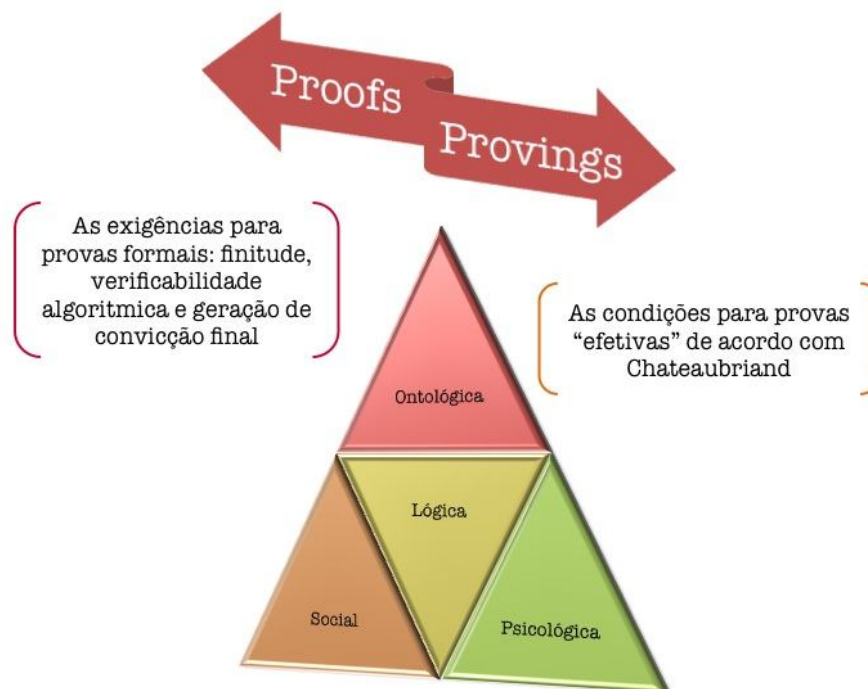 Proofs
Provings
As exigências para
provas formais: finitude,
verificabilidade
algoritmica e geração de
convicção final
As condições para provas
“efetivas” de acordo com
Chateaubriand
Ontológica
Lógica
Social
Psicológica